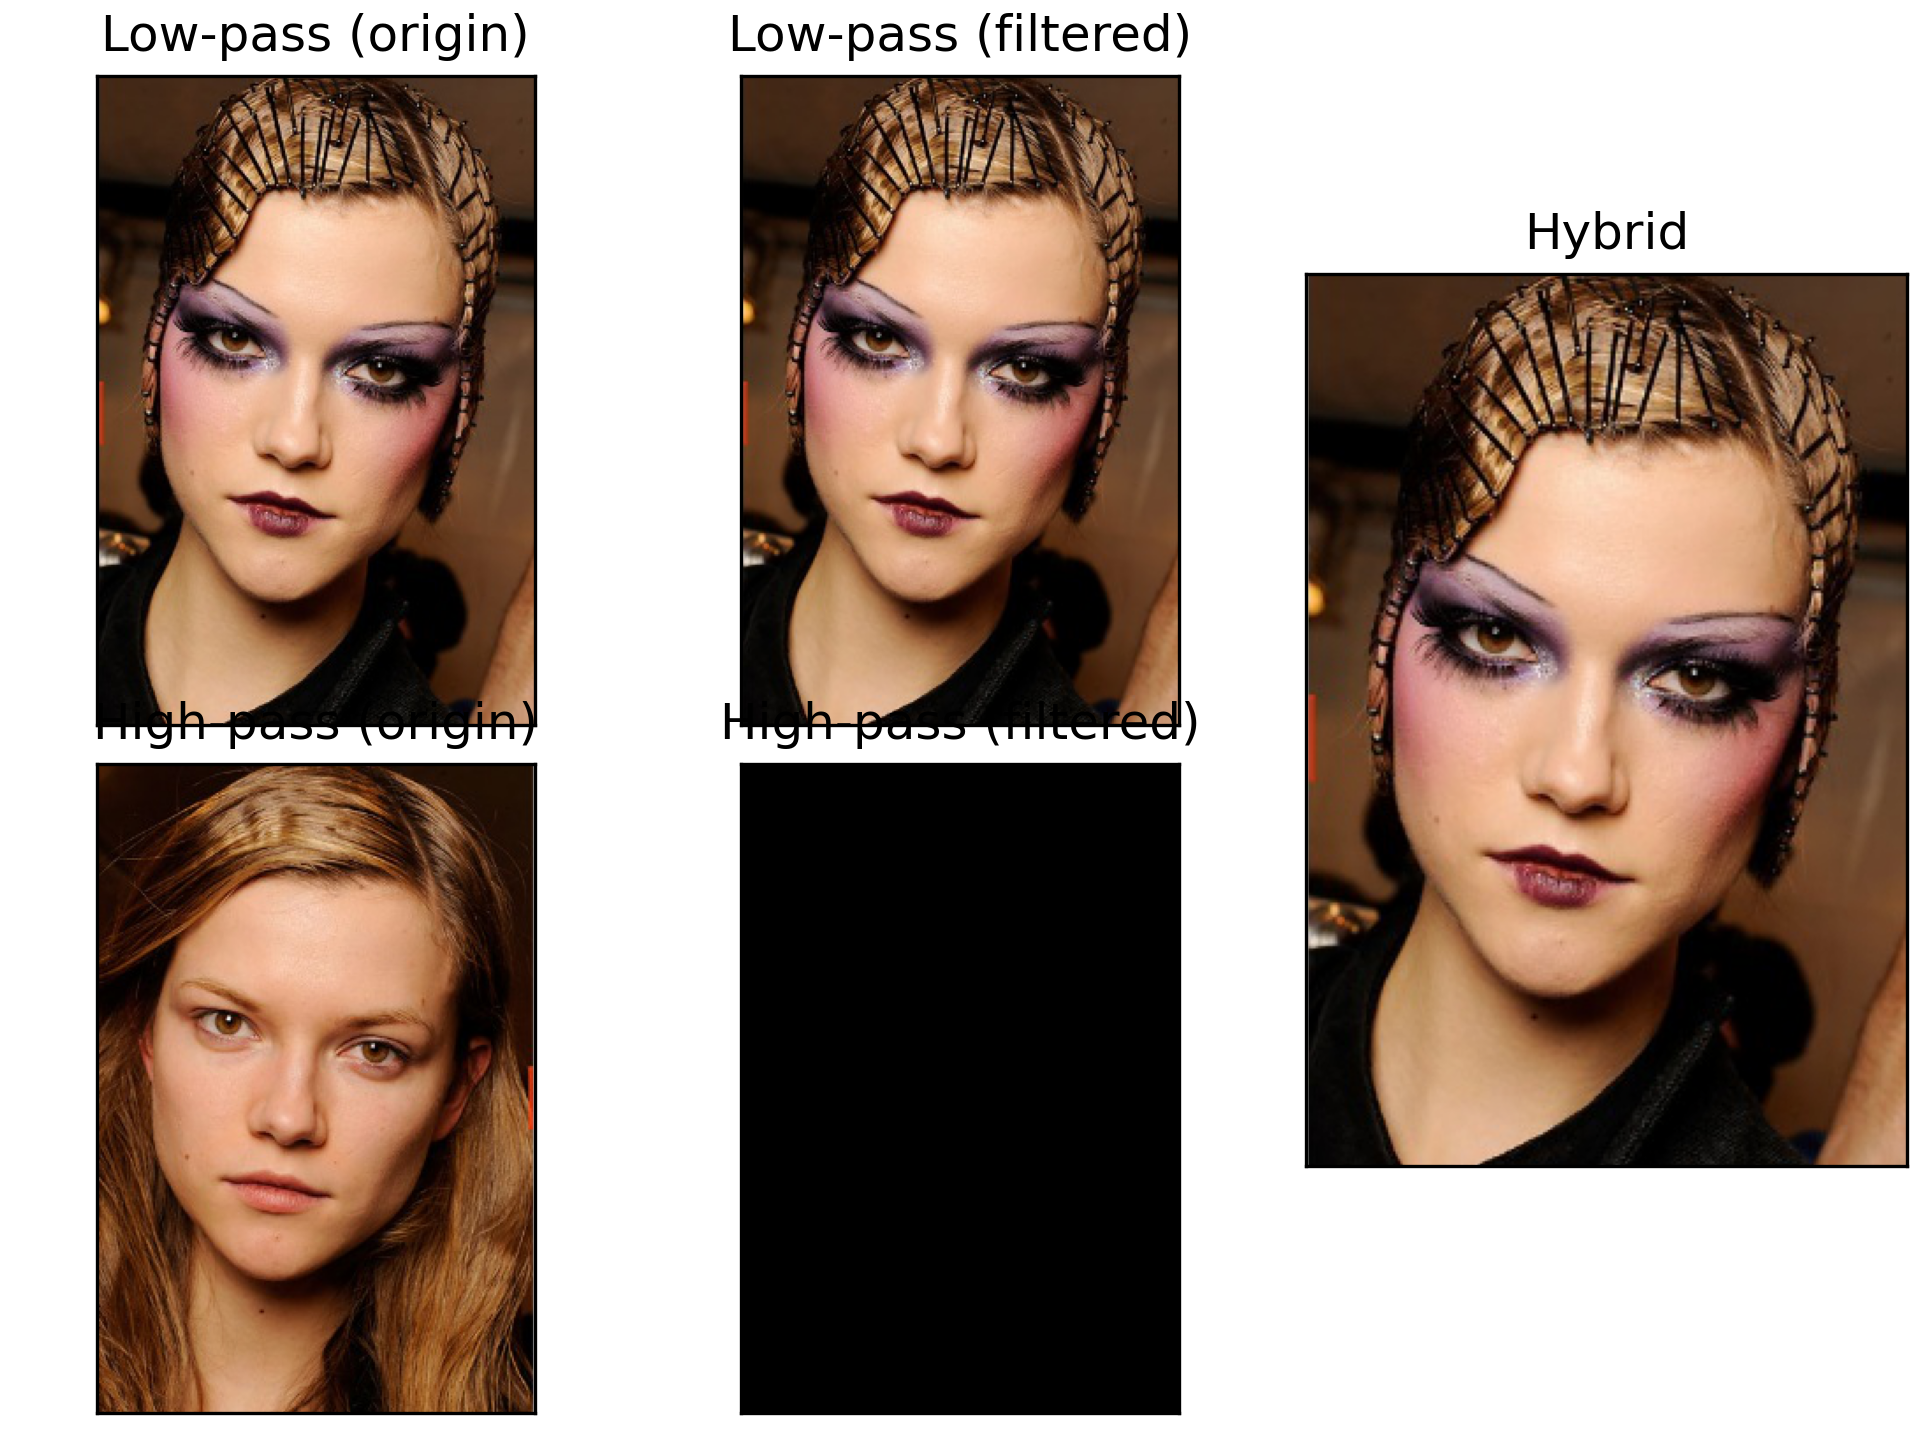 Low-pass (origin)
Low-pass (filtered)
Hybrid
High-pass (origin)
High-pass (filtered)